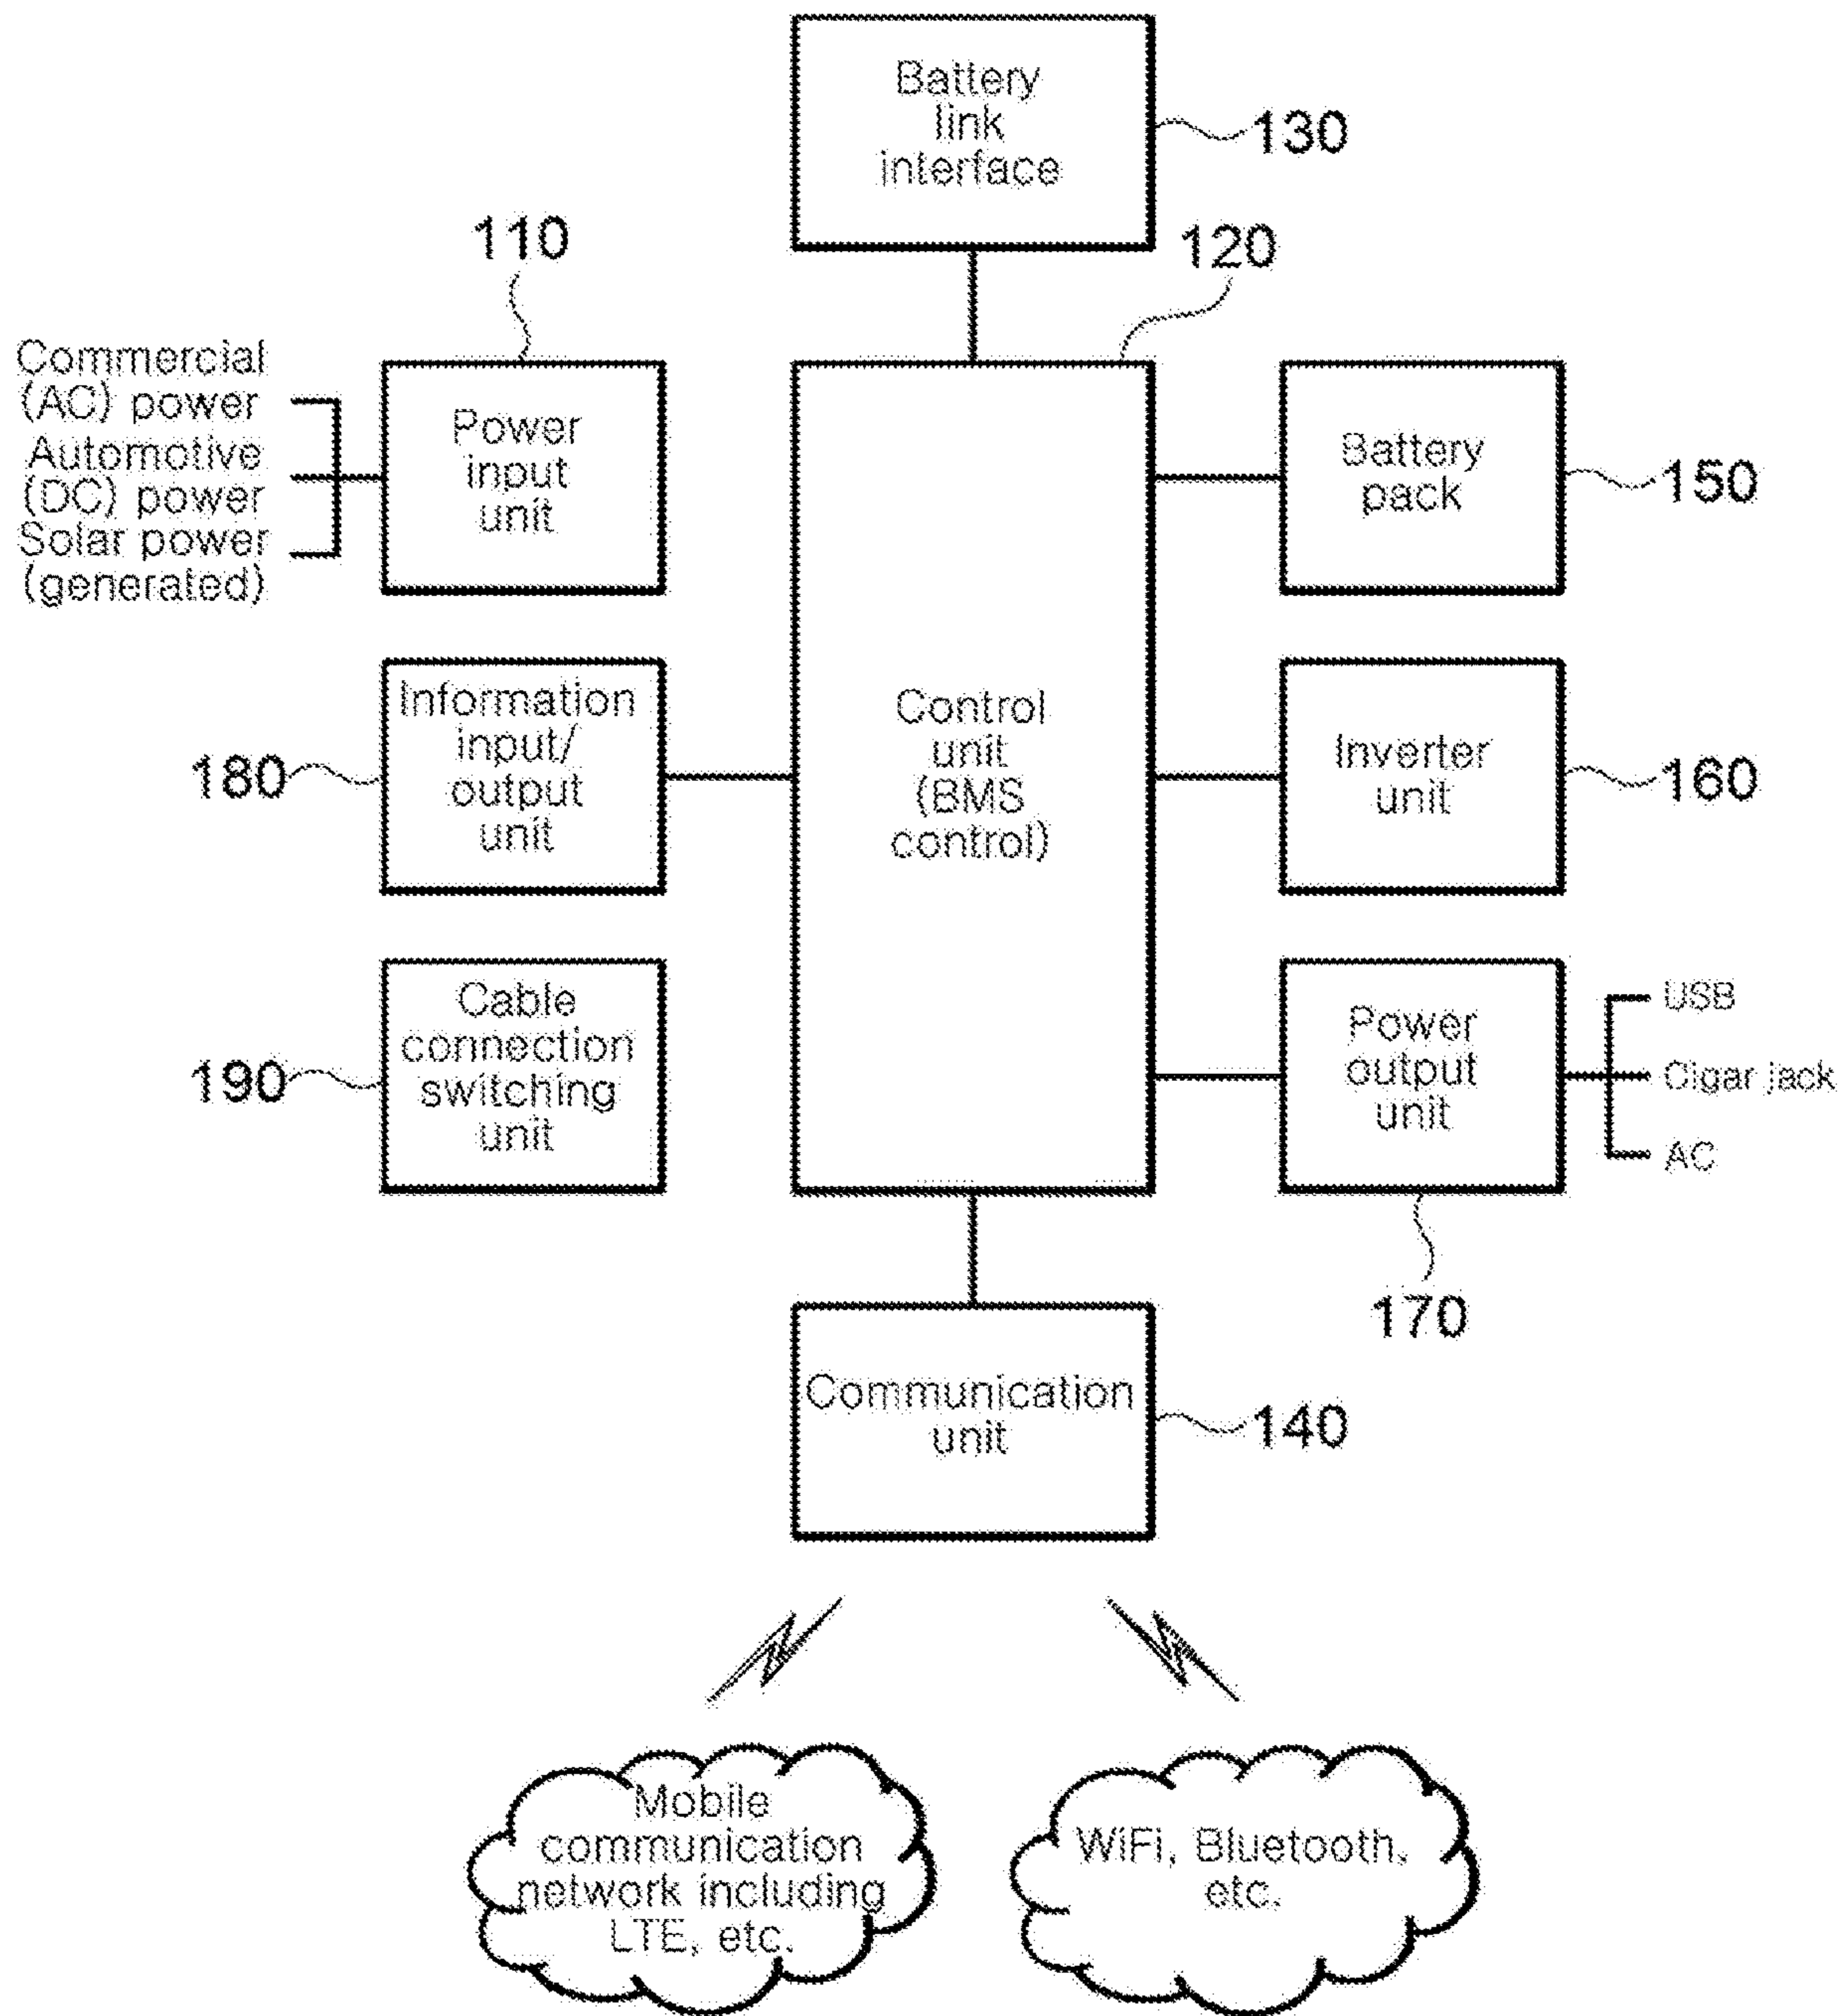 Battery
link
interface
130
110
120
Commercial
(AC) power
Automotive
(DC) power
Solar power
(generated)
Power
input
unit
Battery
pack
150
180
Information
input/
output
unit
Control
unit
(BMS
control)
Inverter
unit
160
190
Cable
connection
switching
unit
Power
output
unit
USB
Cigar jack
AC
170
Communication
unit
140
Mobile
communication
network including
LTE, etc.
WiFi, Bluetooth,
etc.